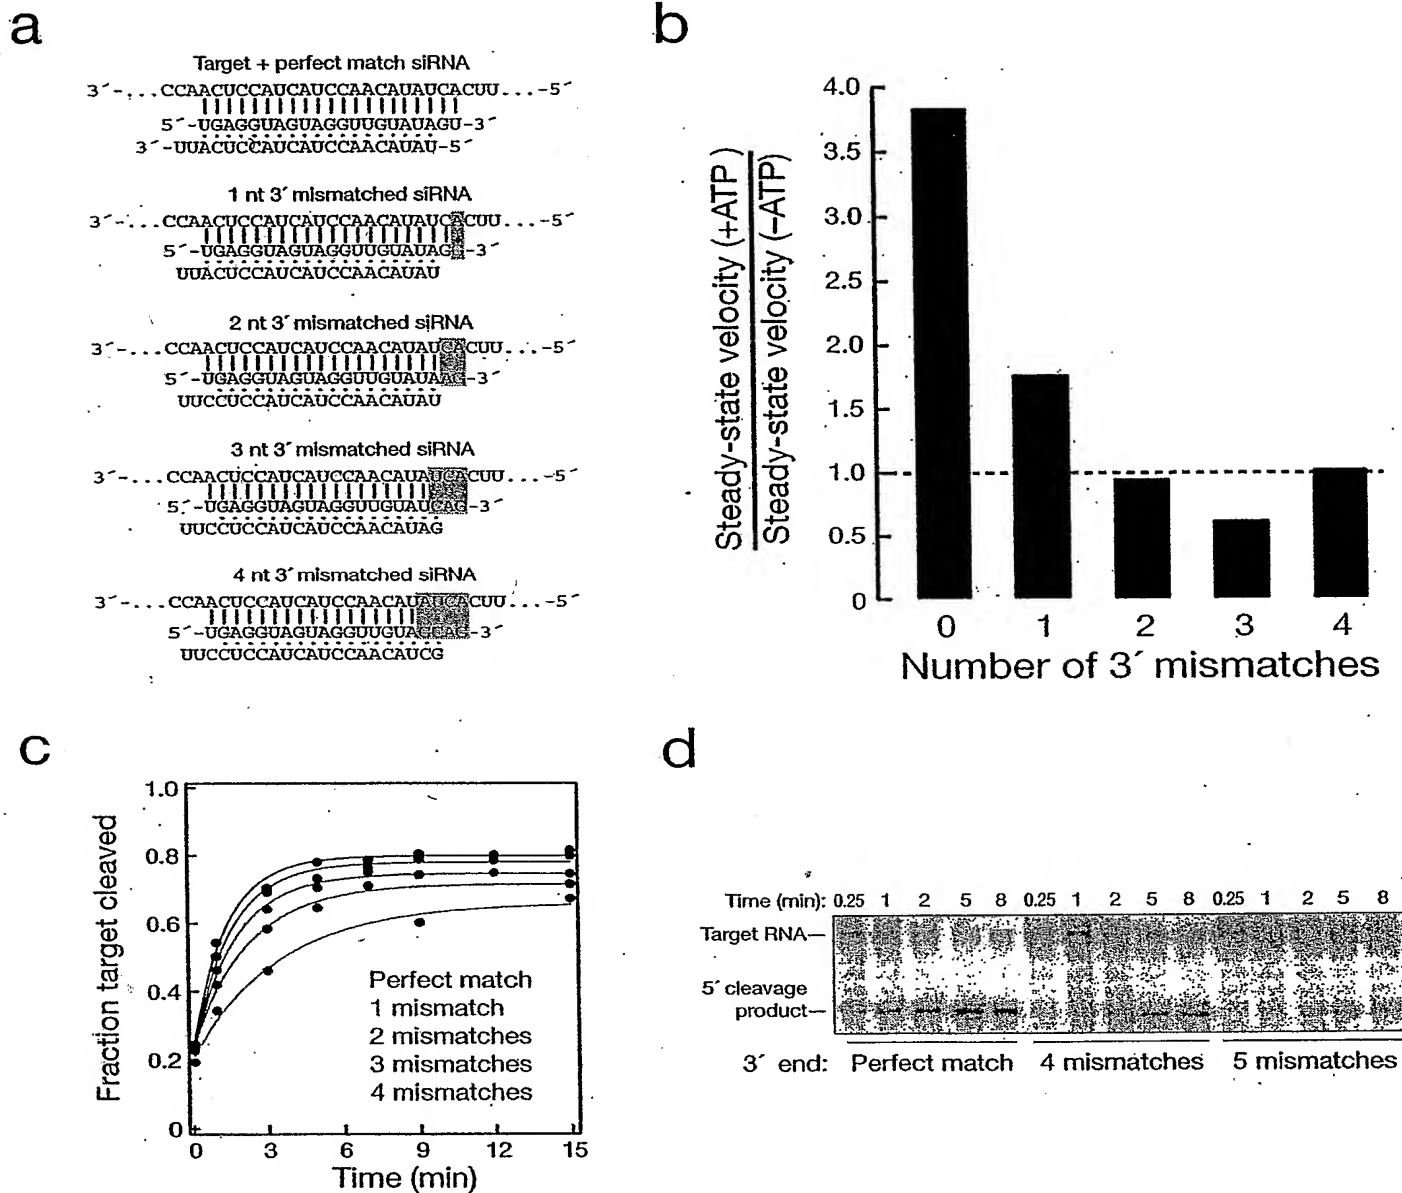 a
Target + perfect match siRNA
3´-...CCAACUCCAUCAUCCAACAUAUCACUU...-5´
5´-UGAGGUAGUAGGUUGUAUAGU-3´
3´-UUACUCCAUCAUCCAACAUAU-5´
1 nt 3´ mismatched siRNA
3´-...CCAACUCCAUCAUCCAACAUAUCACUU...-5´
5´-UGAGGUAGUAGGUUGUAUAG -3´
UUACUCCAUCAUCCAACAUAU
2 nt 3´ mismatched siRNA
3´-...CCAACUCCAUCAUCCAACAUAUCACUU...-5´
5´-UGAGGUAGUAGGUUGUAUAAG-3´
UUCCUCCAUCAUCCAACAUAU
3 nt 3´ mismatched siRNA
3´-...CCAACUCCAUCAUCCAACAUAUCACUU...-5´
5´-UGAGGUAGUAGGUUGUAUCAG-3´
UUCCUCCAUCAUCCAACAUAG
4 nt 3´ mismatched siRNA
3´-...CCAACUCCAUCAUCCAACAUAUCACUU...-5´
5´-UGAGGUAGUAGGUUGUAGCAG-3´
UUCCUCCAUCAUCCAACAUCG
b
Steady-state velocity (+ATP)
Steady-state velocity (–ATP)
4.0
3.5
3.0
2.5
2.0
1.5
1.0
0.5
0
0 1 2 3 4
Number of 3´ mismatches
c
Fraction target cleaved
1.0
0.8
0.6
0.4
0.2
0
Perfect match
1 mismatch
2 mismatches
3 mismatches
4 mismatches
0 3 6 9 12 15
Time (min)
d
Time (min): 0.25 1 2 5 8 0.25 1 2 5 8 0.25 1 2 5 8
Target RNA
5´ cleavage
product
3´ end: Perfect match 4 mismatches 5 mismatches